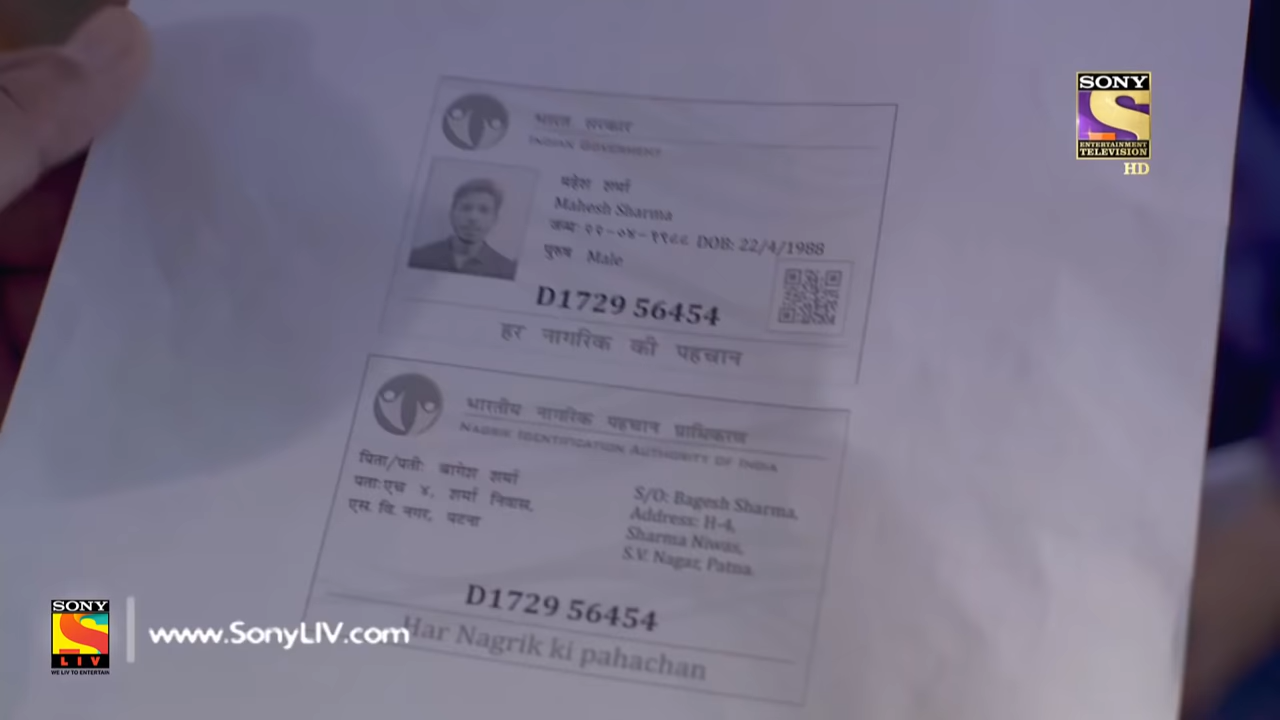 SONY
ENTERTAINMENT
TELEVISION
HD
भारत सरकार
INDIAN GOVERMENT
महेश शर्मा
Mahesh Sharma
जन्म: २२-०४-१९८८ DOB: 22/4/1988
पुरुष Male
D1729 56454
हर नागरिक की पहचान
भारतीय नागरिक पहचान प्राधिकरण
NAGRIK IDENTIFICATION AUTHORITY OF INDIA
पिता/पती: बागेश शर्मा
पता: एच ४, शर्मा निवास,
एस. वि. नगर, पटना
S/O: Bagesh Sharma,
Address: H-4,
Sharma Niwas,
S.V. Nagar, Patna.
D1729 56454
Har Nagrik ki pahachan
SONY
LIV
WE LIV TO ENTERTAIN
www.SonyLIV.com